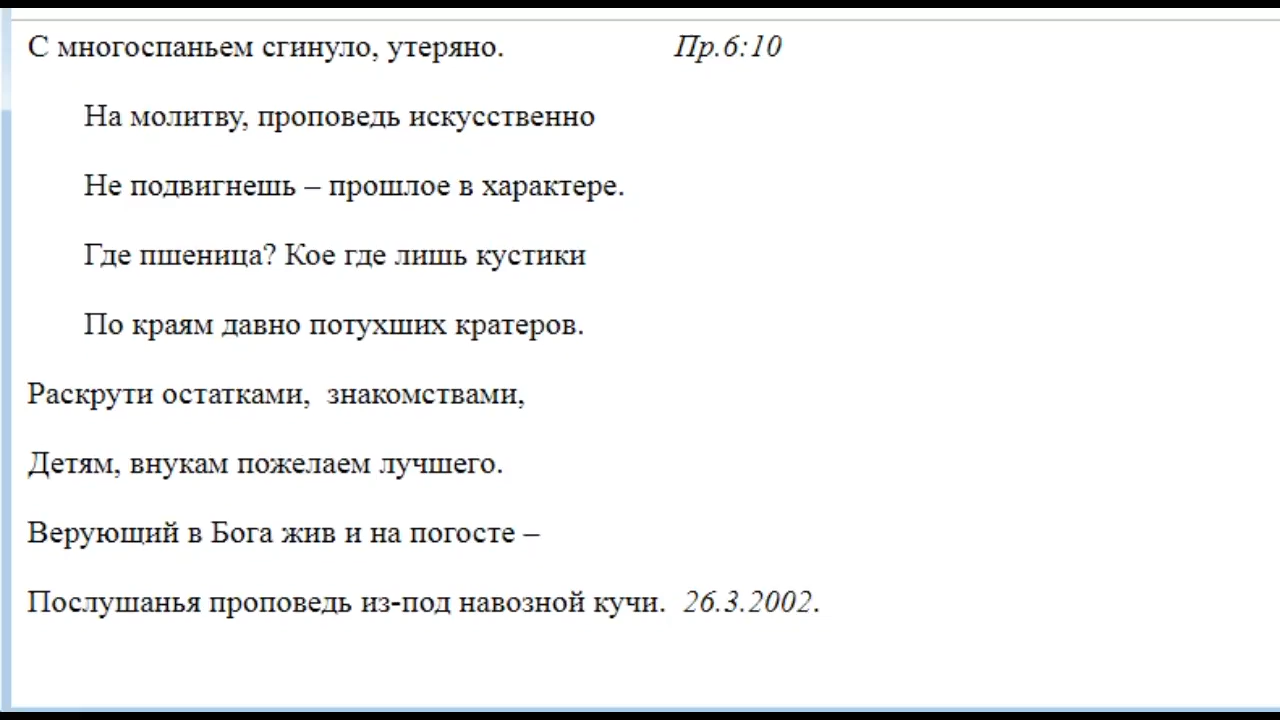 С многоспаньем сгинуло, утеряно. Пр.6:10
На молитву, проповедь искусственно
Не подвигнешь – прошлое в характере.
Где пшеница? Кое где лишь кустики
По краям давно потухших кратеров.
Раскрути остатками, знакомствами,
Детям, внукам пожелаем лучшего.
Верующий в Бога жив и на погосте –
Послушанья проповедь из-под навозной кучи. 26.3.2002.